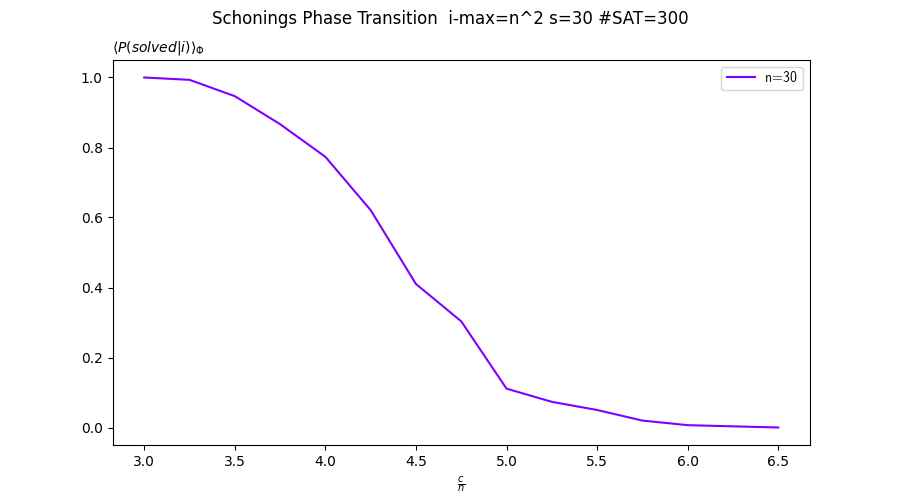 Schonings Phase Transition  i-max=n^2 s=30 #SAT=300
⟨P(solved|i)⟩_Φ
n=30
1.0
0.8
0.6
0.4
0.2
0.0
3.0 3.5 4.0 4.5 5.0 5.5 6.0 6.5
c/n